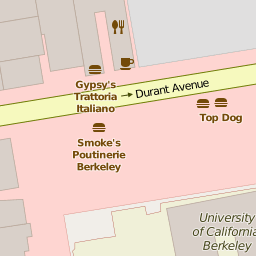 Gypsy's
Trattoria
Italiano
Durant Avenue
Top Dog
Smoke's
Poutinerie
Berkeley
University
of California
Berkeley